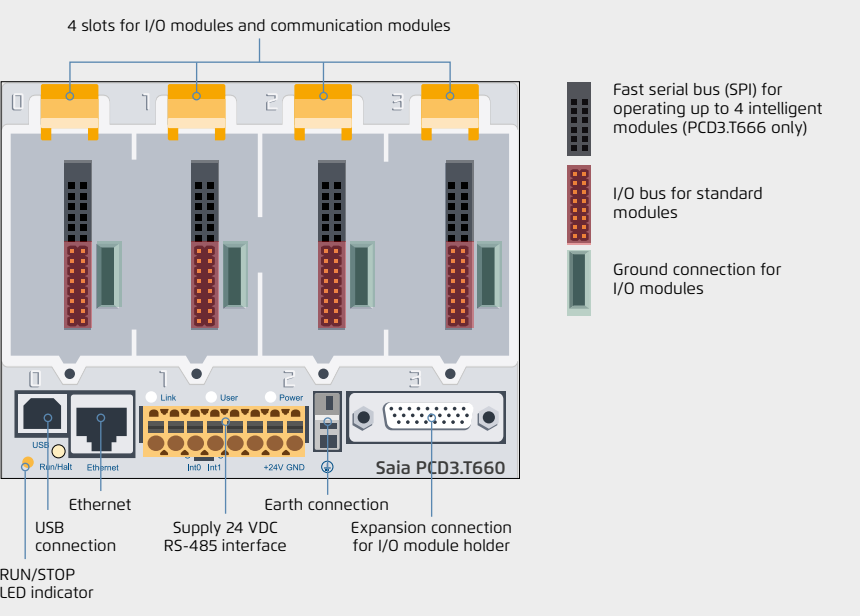 4 slots for I/O modules and communication modules
0 1 2 3
Fast serial bus (SPI) for
operating up to 4 intelligent
modules (PCD3.T666 only)
I/O bus for standard
modules
Ground connection for
I/O modules
0 1 2 3
Link User Power
USB
Run/Halt Ethernet
Int0 Int1 +24V GND
Saia PCD3.T660
Ethernet
Earth connection
USB
connection
Supply 24 VDC
RS-485 interface
Expansion connection
for I/O module holder
RUN/STOP
LED indicator